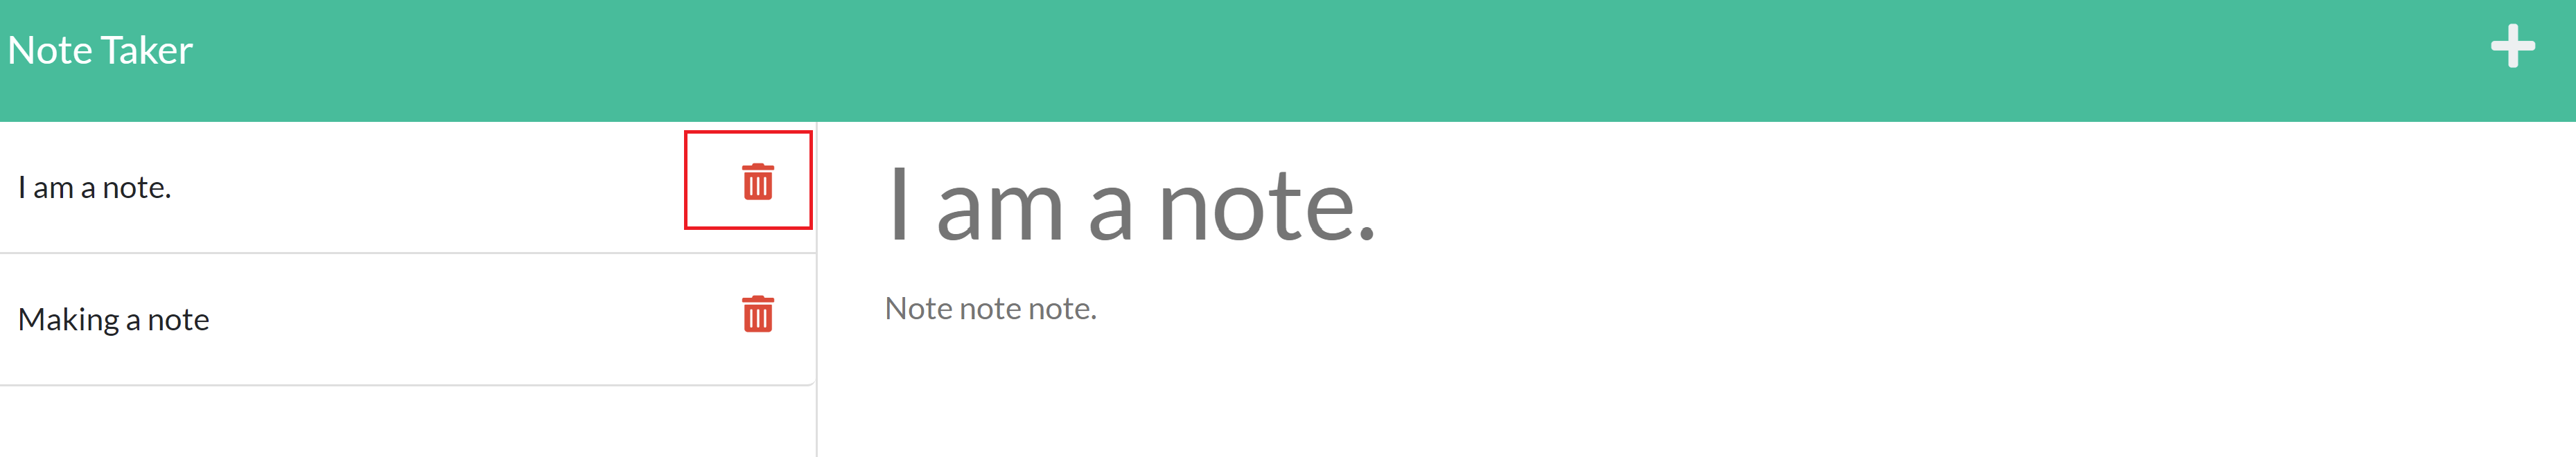 Note Taker
I am a note.
Making a note
I am a note.
Note note note.